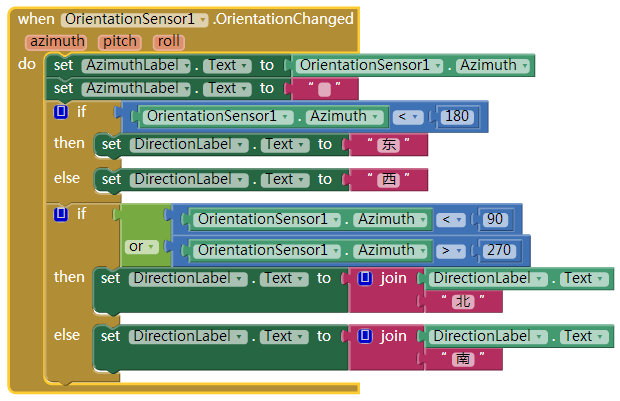 when OrientationSensor1 .OrientationChanged
azimuth pitch roll
do set AzimuthLabel . Text to OrientationSensor1 . Azimuth
set AzimuthLabel . Text to “ ”
if OrientationSensor1 . Azimuth < 180
then set DirectionLabel . Text to “ 东 ”
else set DirectionLabel . Text to “ 西 ”
if OrientationSensor1 . Azimuth < 90
or OrientationSensor1 . Azimuth > 270
then set DirectionLabel . Text to join DirectionLabel . Text
“ 北 ”
else set DirectionLabel . Text to join DirectionLabel . Text
“ 南 ”